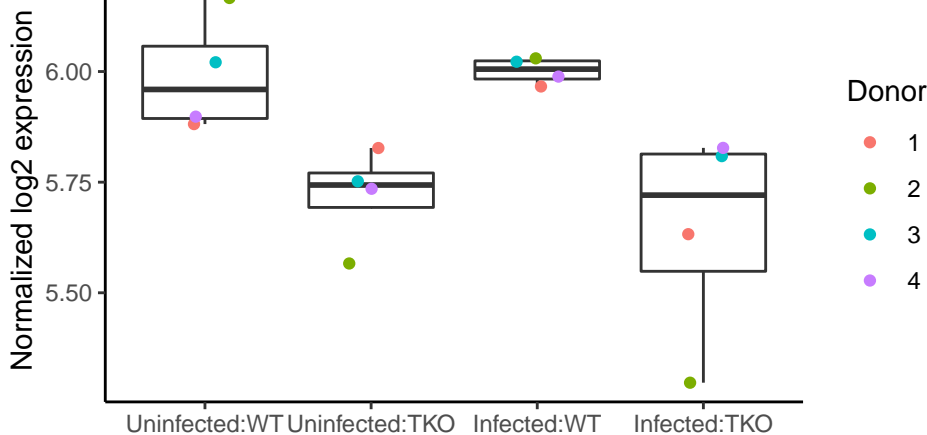 Normalized log2 expression
6.00
5.75
5.50
Uninfected:WT
Uninfected:TKO
Infected:WT
Infected:TKO
Donor
1
2
3
4